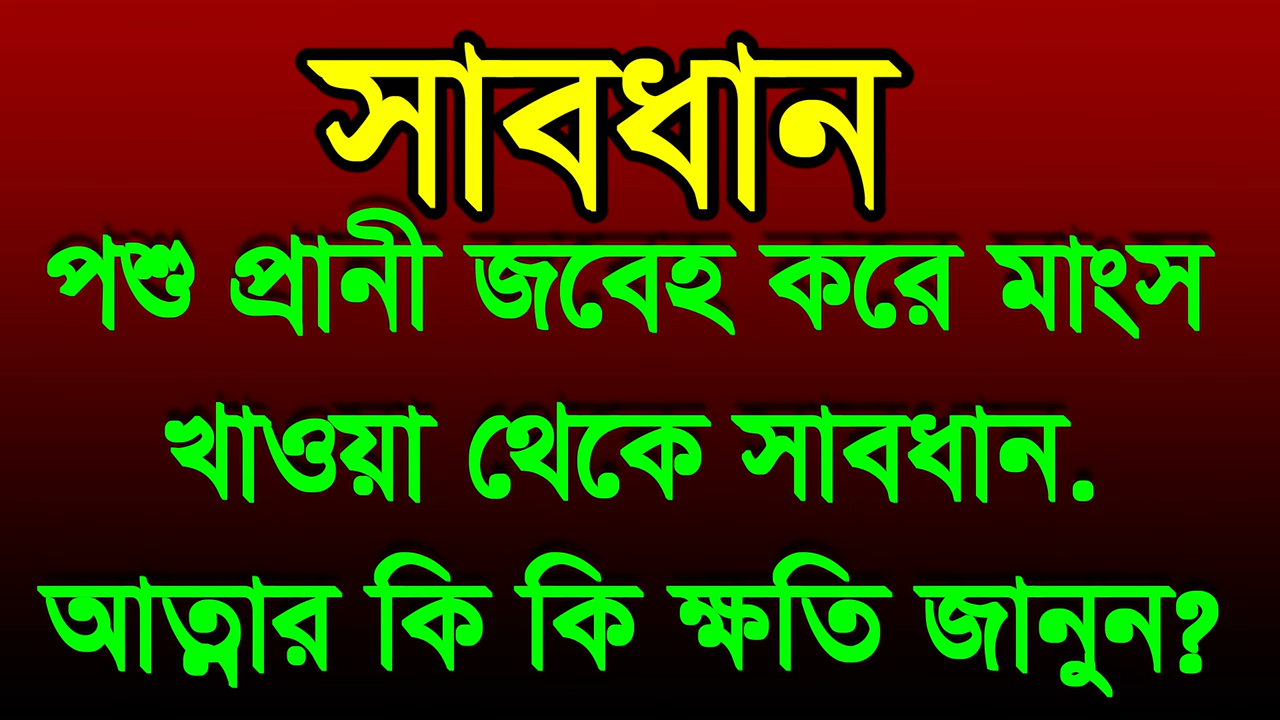 সাবধান
পশু প্রানী জবেহ করে মাংস
খাওয়া থেকে সাবধান.
আত্নার কি কি ক্ষতি জানুন?